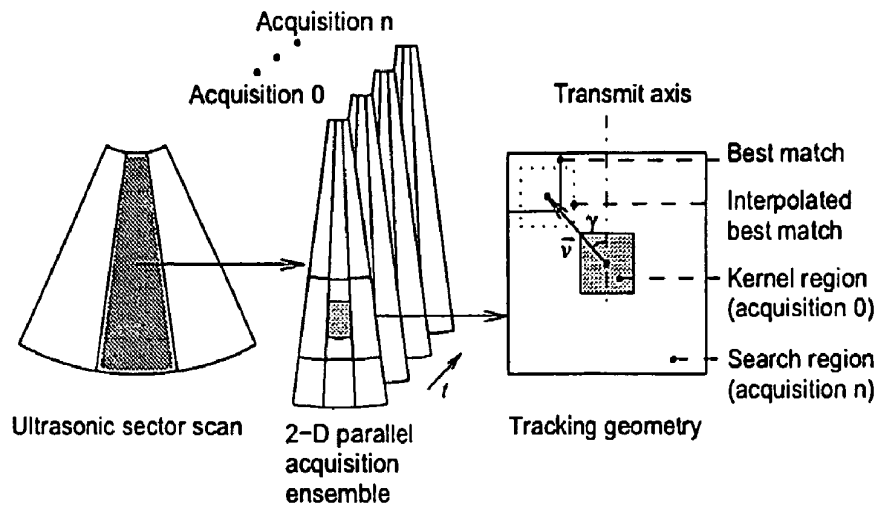 Acquisition n
Acquisition 0
Transmit axis
Best match
Interpolated
best match
Kernel region
(acquisition 0)
Search region
(acquisition n)
γ
v̄
t
Ultrasonic sector scan
2-D parallel
acquisition
ensemble
Tracking geometry